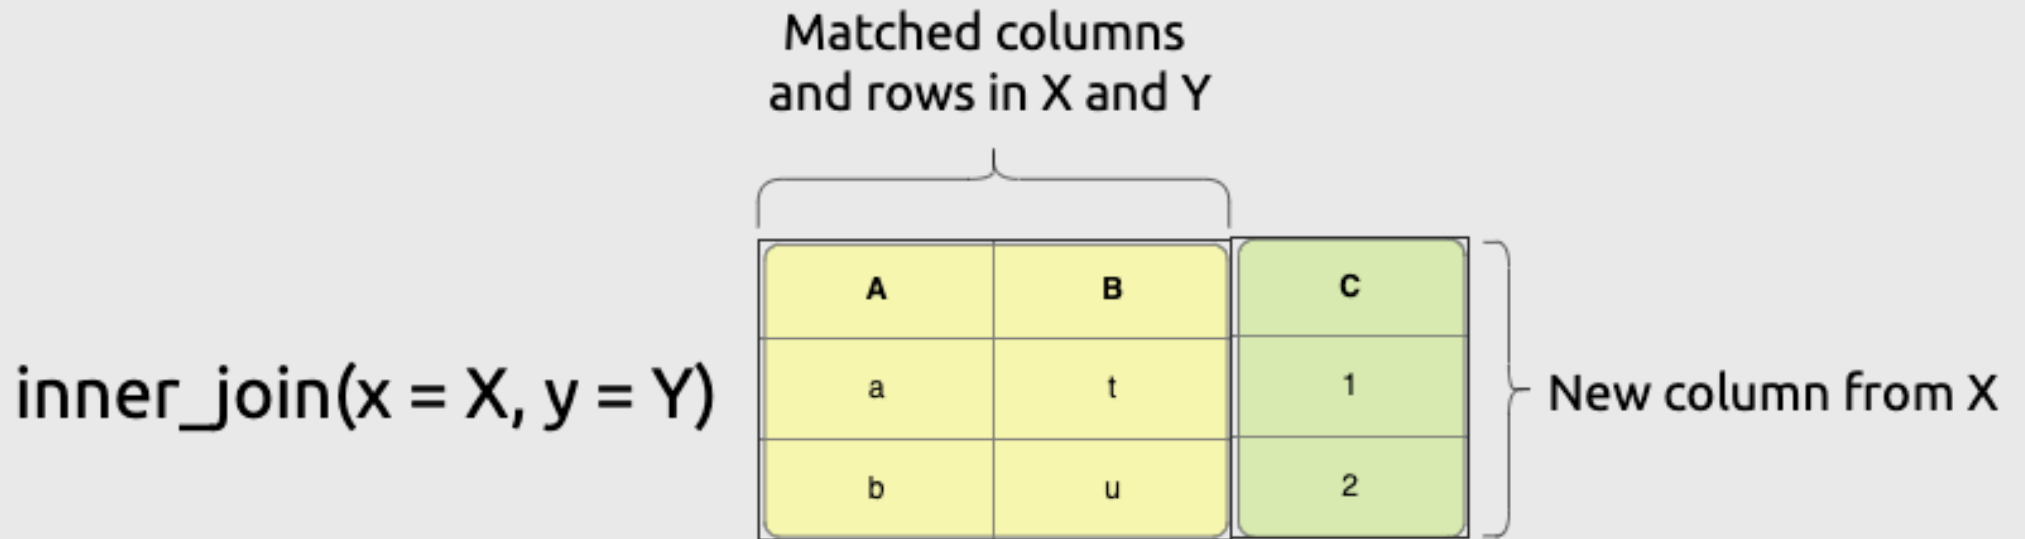 Matched columns
and rows in X and Y
A B C
inner_join(x = X, y = Y) a t 1 New column from X
b u 2